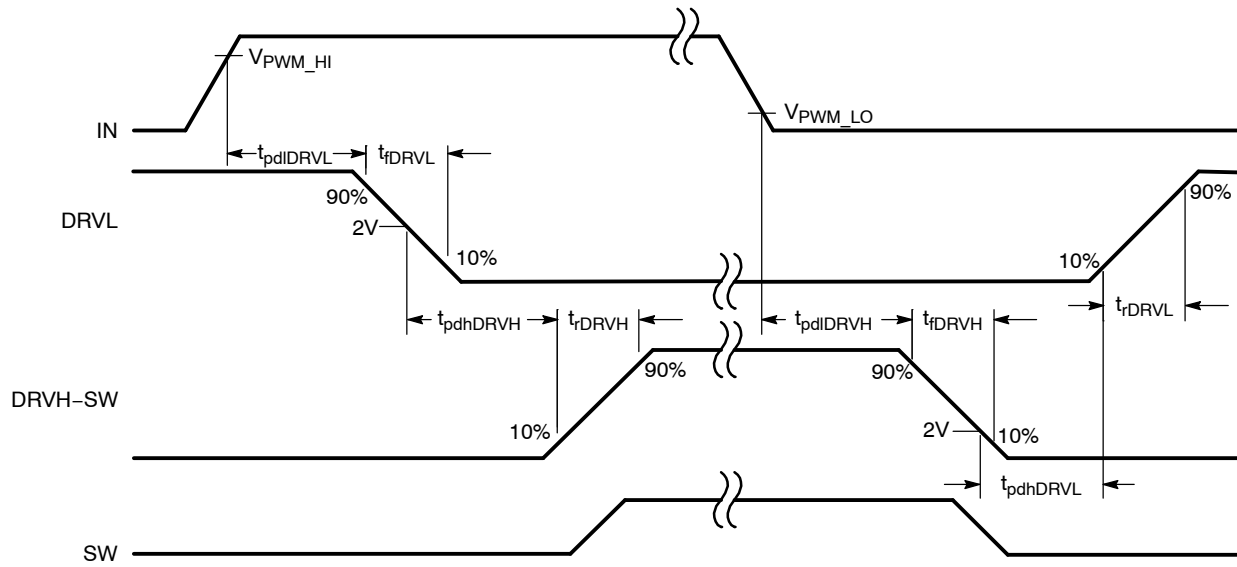 VPWM_HI
IN
VPWM_LO
tpdlDRVL
tfDRVL
DRVL
90%
2V
10%
90%
10%
tpdhDRVH
trDRVH
tpdlDRVH
tfDRVH
trDRVL
DRVH–SW
90%
90%
10%
2V
10%
tpdhDRVL
SW